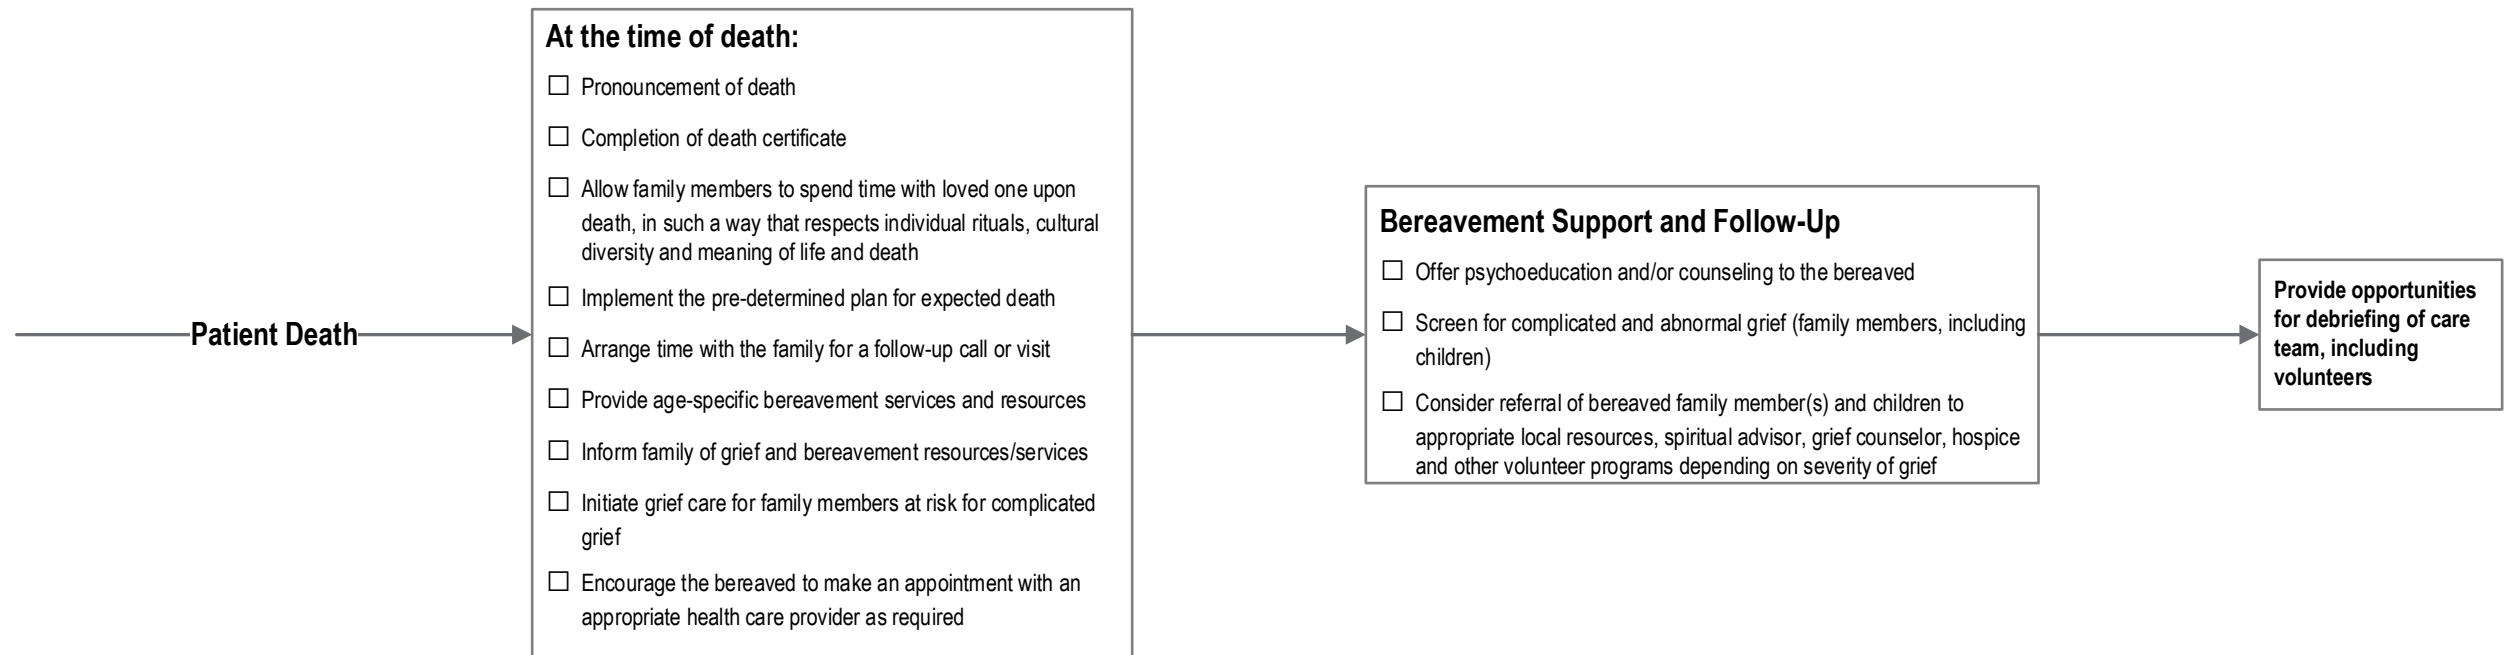 Patient Death
At the time of death:
☐ Pronouncement of death
☐ Completion of death certificate
☐ Allow family members to spend time with loved one upon
death, in such a way that respects individual rituals, cultural
diversity and meaning of life and death
☐ Implement the pre-determined plan for expected death
☐ Arrange time with the family for a follow-up call or visit
☐ Provide age-specific bereavement services and resources
☐ Inform family of grief and bereavement resources/services
☐ Initiate grief care for family members at risk for complicated
grief
☐ Encourage the bereaved to make an appointment with an
appropriate health care provider as required
Bereavement Support and Follow-Up
☐ Offer psychoeducation and/or counseling to the bereaved
☐ Screen for complicated and abnormal grief (family members, including
children)
☐ Consider referral of bereaved family member(s) and children to
appropriate local resources, spiritual advisor, grief counselor, hospice
and other volunteer programs depending on severity of grief
Provide opportunities
for debriefing of care
team, including
volunteers